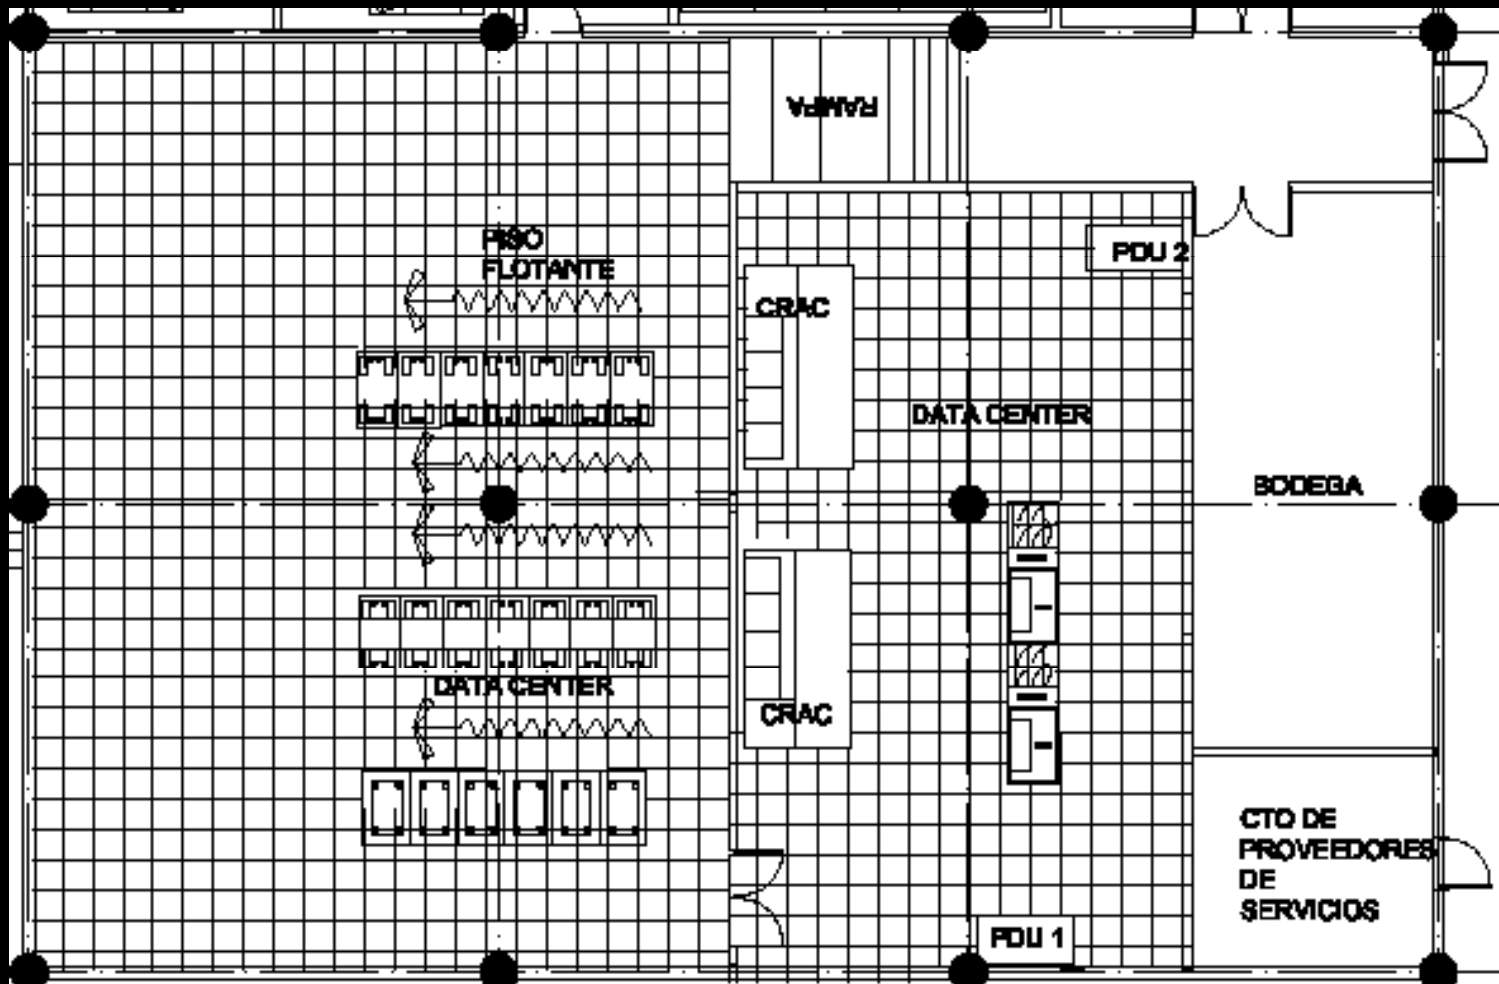 RAMPA
PISO
FLOTANTE
PDU 2
CRAC
DATA CENTER
BODEGA
DATA CENTER
CRAC
CTO DE
PROVEEDORES
DE
SERVICIOS
PDU 1